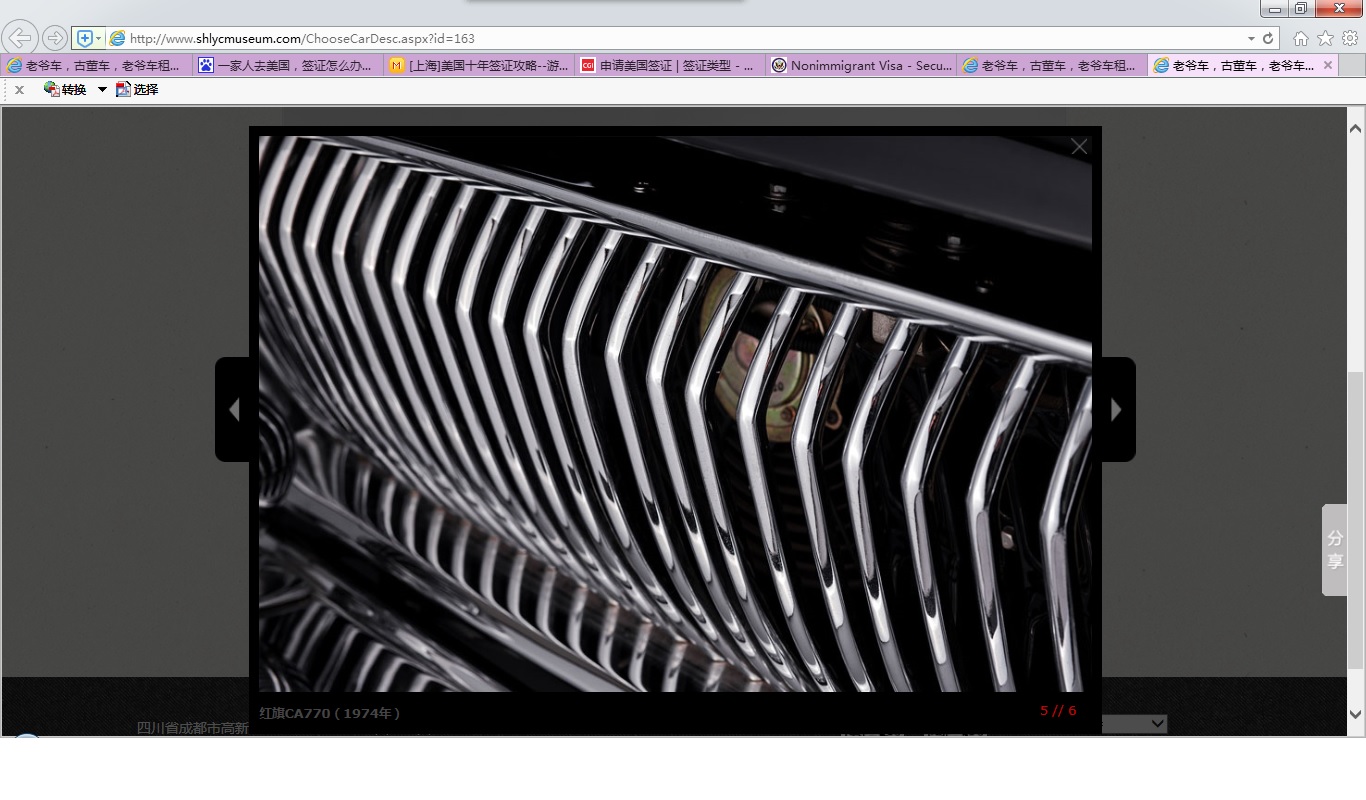 http://www.shlycmuseum.com/ChooseCarDesc.aspx?id=163
老爷车，古董车，老爷车租...
一家人去美国，签证怎么办...
[上海]美国十年签证攻略--游...
CGI
申请美国签证 | 签证类型 - ...
Nonimmigrant Visa - Secu...
老爷车，古董车，老爷车租...
老爷车，古董车，老爷车...
转换
选择
分享
红旗CA770 ( 1974年 )
5 // 6
四川省成都市高新